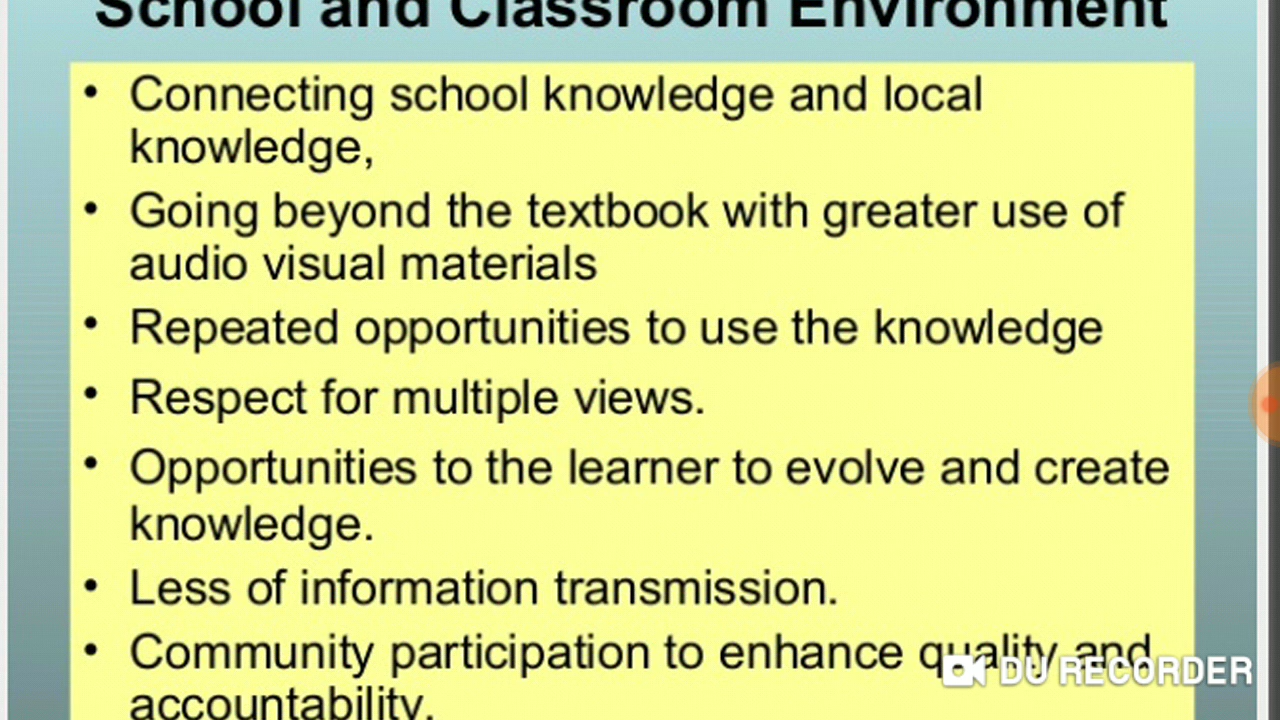 School and Classroom Environment
• Connecting school knowledge and local
knowledge,
• Going beyond the textbook with greater use of
audio visual materials
• Repeated opportunities to use the knowledge
• Respect for multiple views.
• Opportunities to the learner to evolve and create
knowledge.
• Less of information transmission.
• Community participation to enhance quality and
accountability.
DU RECORDER